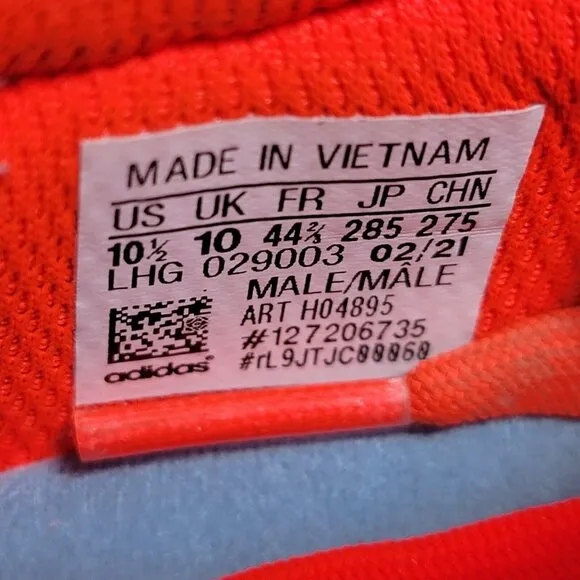 MADE IN VIETNAM
US UK FR JP CHN
10½ 10 44⅔ 285 275
LHG 029003 02/21
MALE/MÂLE
ART H04895
#127206735
#rL9JTJC00060
adidas